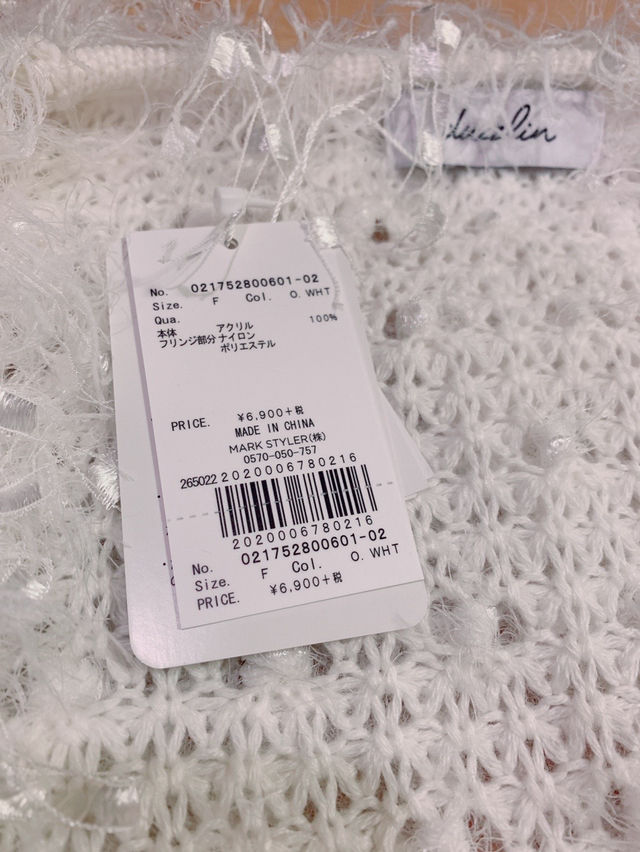 dazzlin
No. 021752800601-02
Size. F Col. O. WHT
Qua.
本体 アクリル 100%
フリンジ部分 ナイロン
ポリエステル
PRICE. ¥6,900+税
MADE IN CHINA
MARK STYLER(株)
0570-050-757
265022 2020006780216
2020006780216
No. 021752800601-02
Size. F Col. O. WHT
PRICE. ¥6,900+税